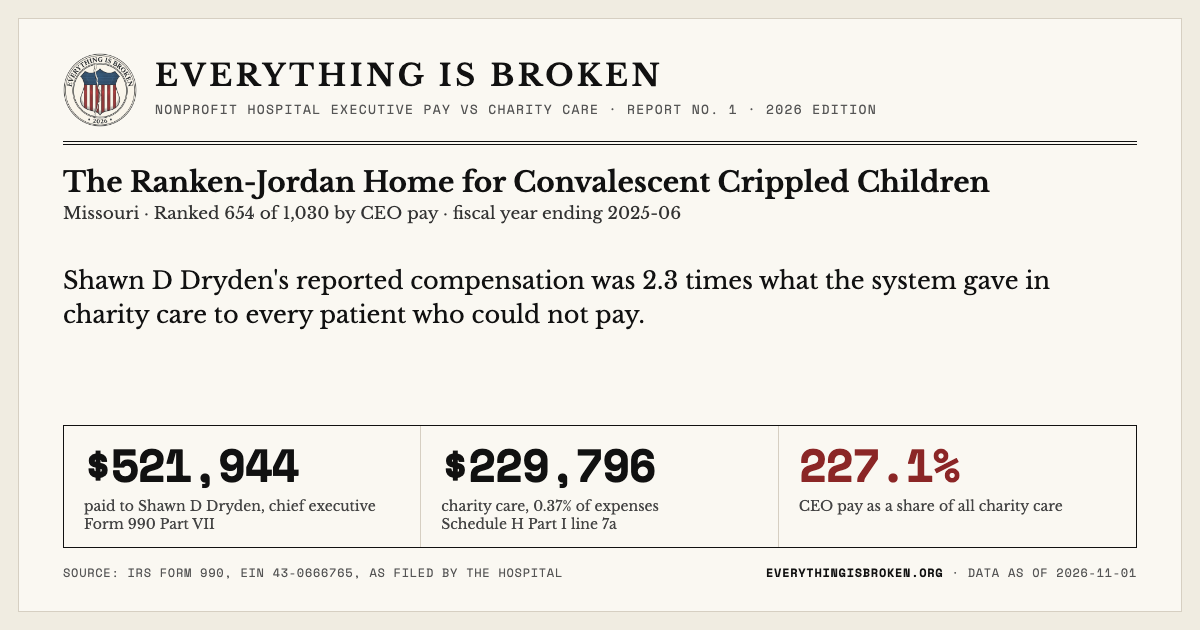 EVERYTHING IS BROKEN
2026
EVERYTHING IS BROKEN
NONPROFIT HOSPITAL EXECUTIVE PAY VS CHARITY CARE · REPORT NO. 1 · 2026 EDITION
The Ranken-Jordan Home for Convalescent Crippled Children
Missouri · Ranked 654 of 1,030 by CEO pay · fiscal year ending 2025-06
Shawn D Dryden's reported compensation was 2.3 times what the system gave in
charity care to every patient who could not pay.
$521,944
paid to Shawn D Dryden, chief executive
Form 990 Part VII
$229,796
charity care, 0.37% of expenses
Schedule H Part I line 7a
227.1%
CEO pay as a share of all charity care
SOURCE: IRS FORM 990, EIN 43-0666765, AS FILED BY THE HOSPITAL
EVERYTHINGISBROKEN.ORG · DATA AS OF 2026-11-01